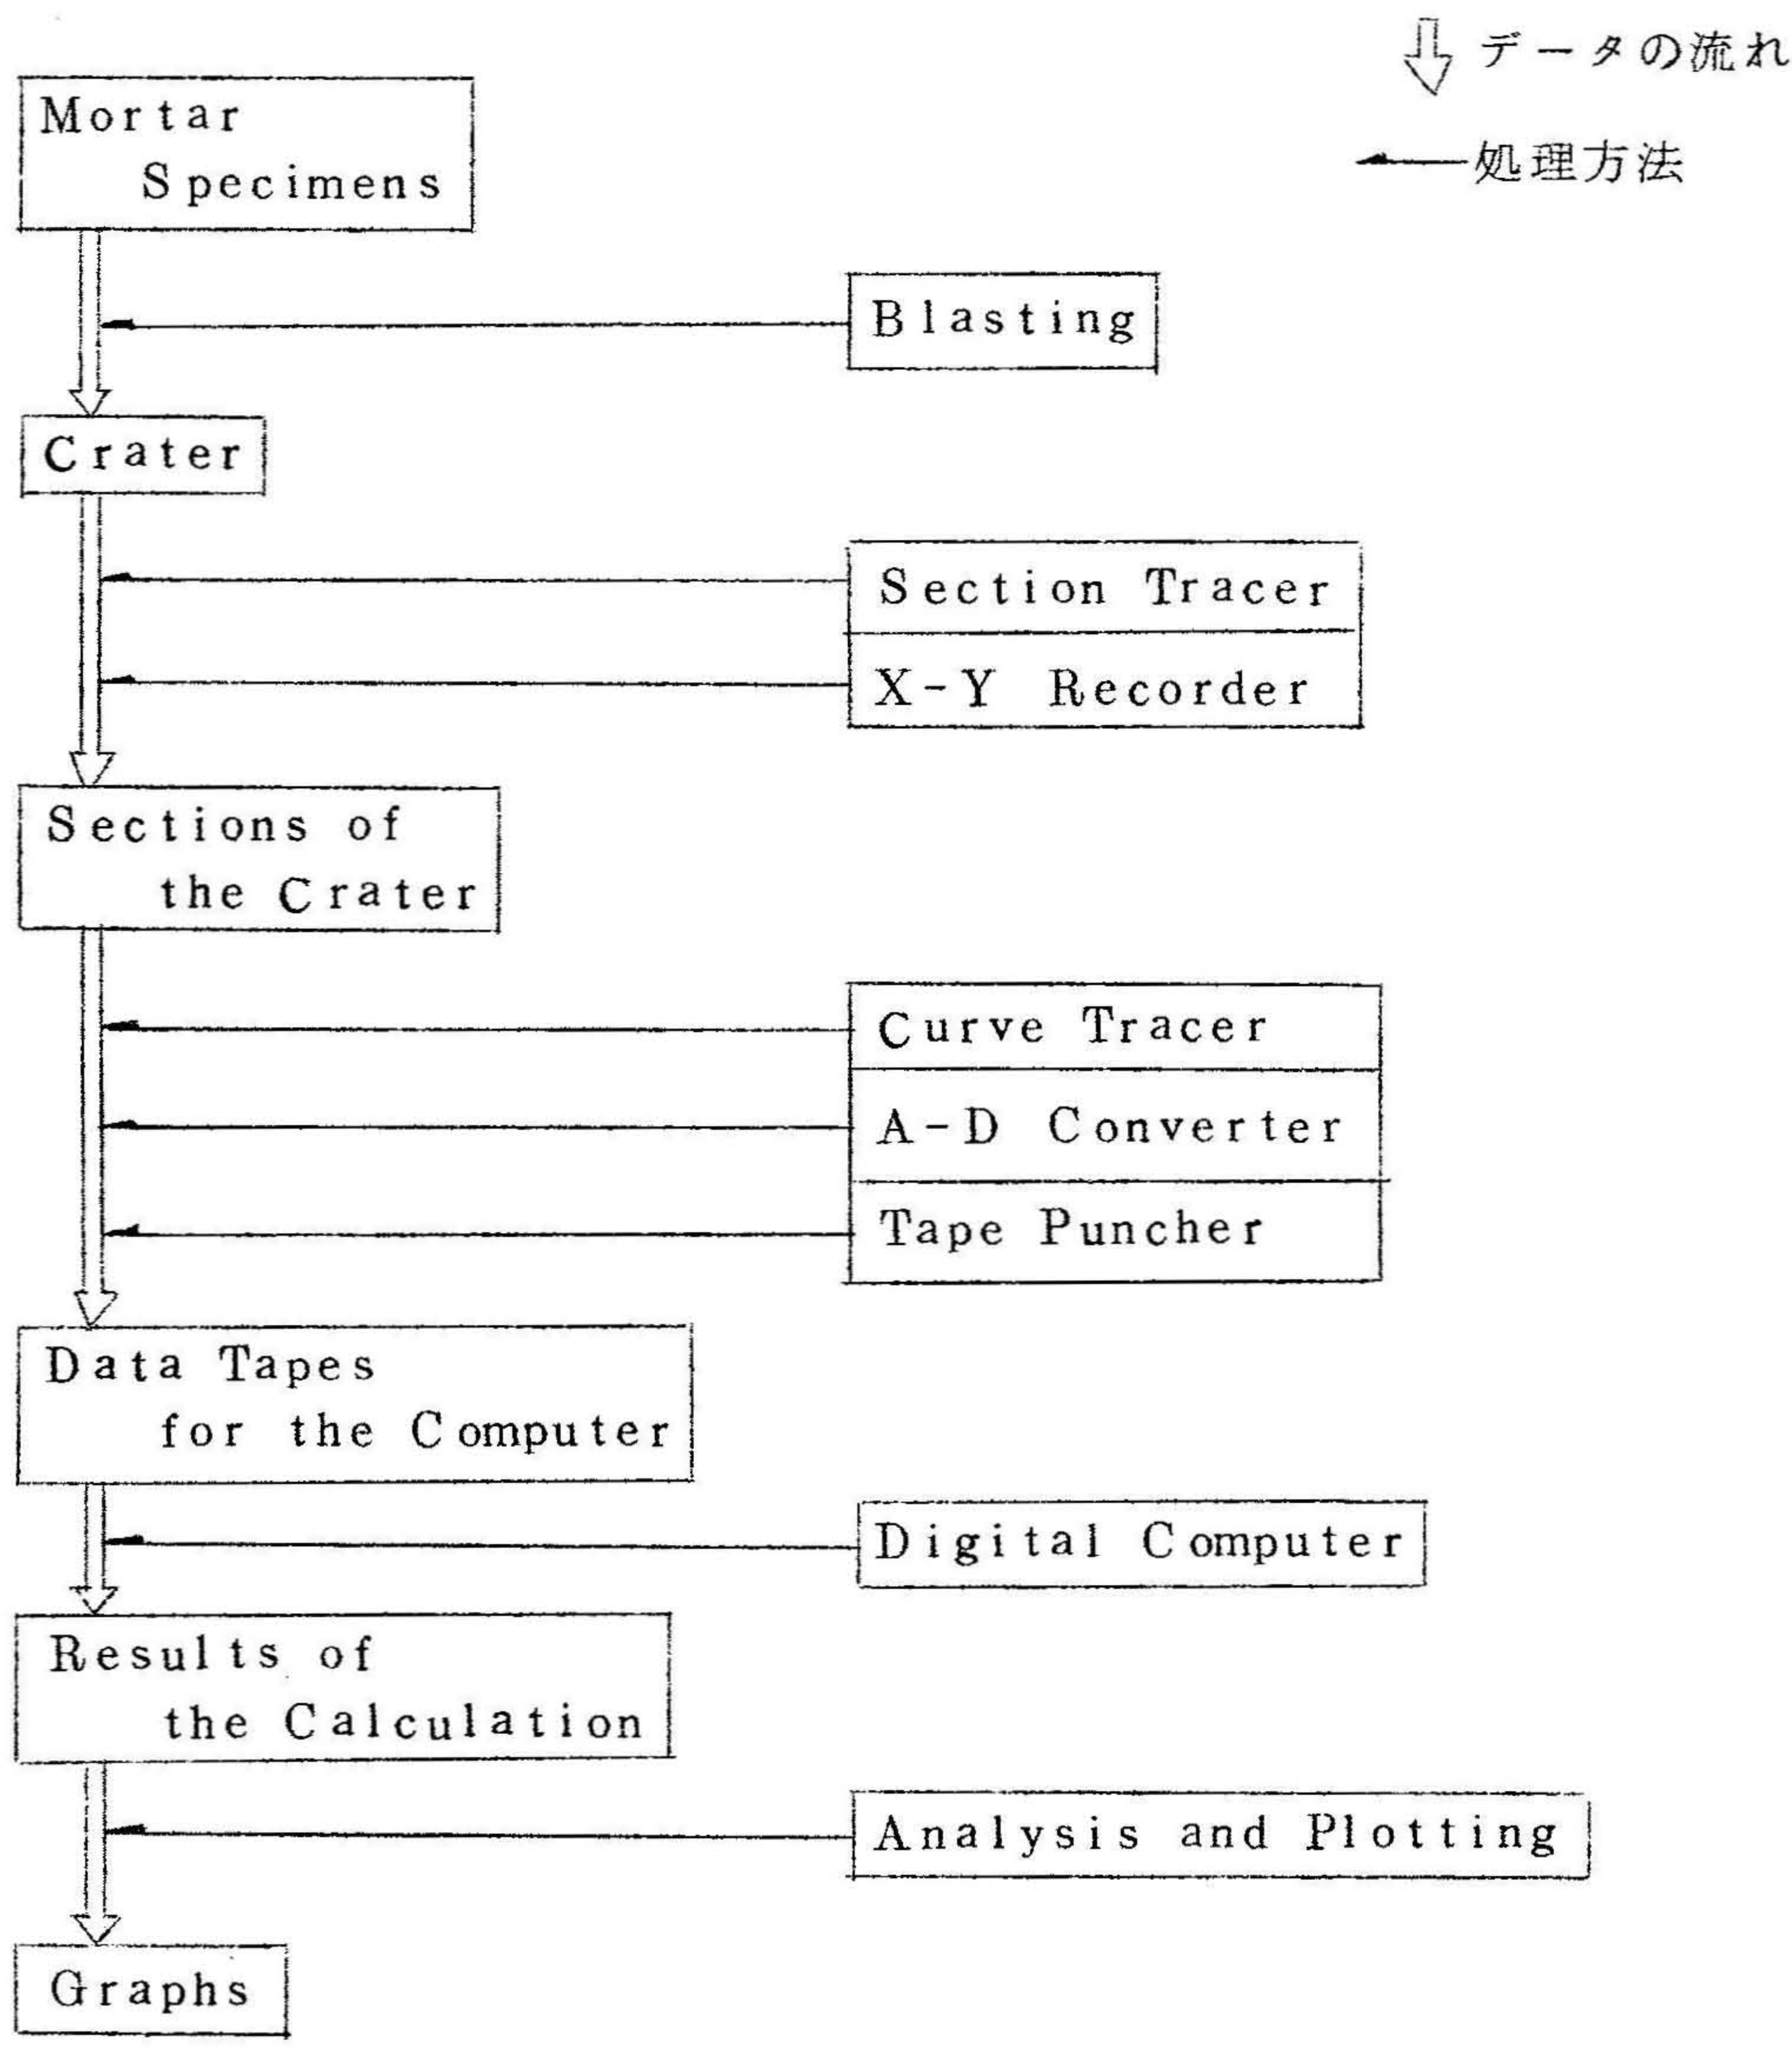 データの流れ
処理方法
Mortar
Specimens
Blasting
Crater
Section Tracer
X-Y Recorder
Sections of
the Crater
Curve Tracer
A-D Converter
Tape Puncher
Data Tapes
for the Computer
Digital Computer
Results of
the Calculation
Analysis and Plotting
Graphs